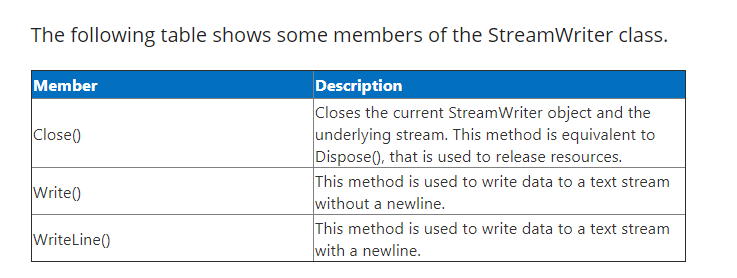 The following table shows some members of the StreamWriter class.
Member Description
Close()
Closes the current StreamWriter object and the
underlying stream. This method is equivalent to
Dispose(), that is used to release resources.
Write()
This method is used to write data to a text stream
without a newline.
WriteLine()
This method is used to write data to a text stream
with a newline.